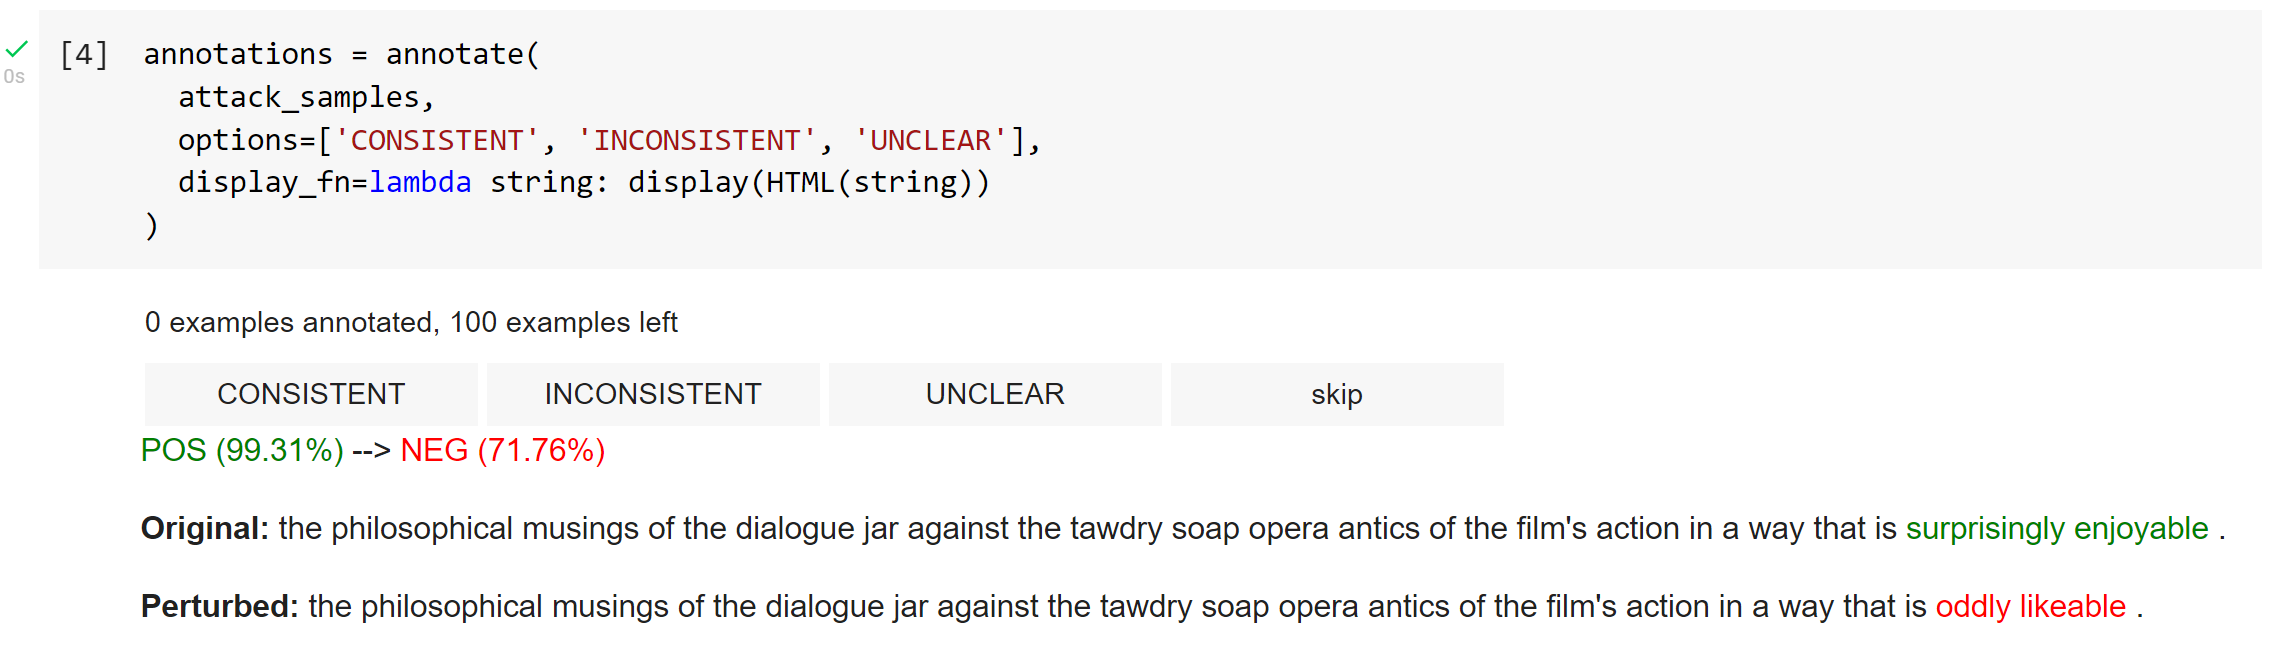 [4] annotations = annotate(
0s
attack_samples,
options=['CONSISTENT', 'INCONSISTENT', 'UNCLEAR'],
display_fn=lambda string: display(HTML(string))
)
0 examples annotated, 100 examples left
CONSISTENT INCONSISTENT UNCLEAR skip
POS (99.31%) --> NEG (71.76%)
Original: the philosophical musings of the dialogue jar against the tawdry soap opera antics of the film's action in a way that is surprisingly enjoyable .
Perturbed: the philosophical musings of the dialogue jar against the tawdry soap opera antics of the film's action in a way that is oddly likeable .